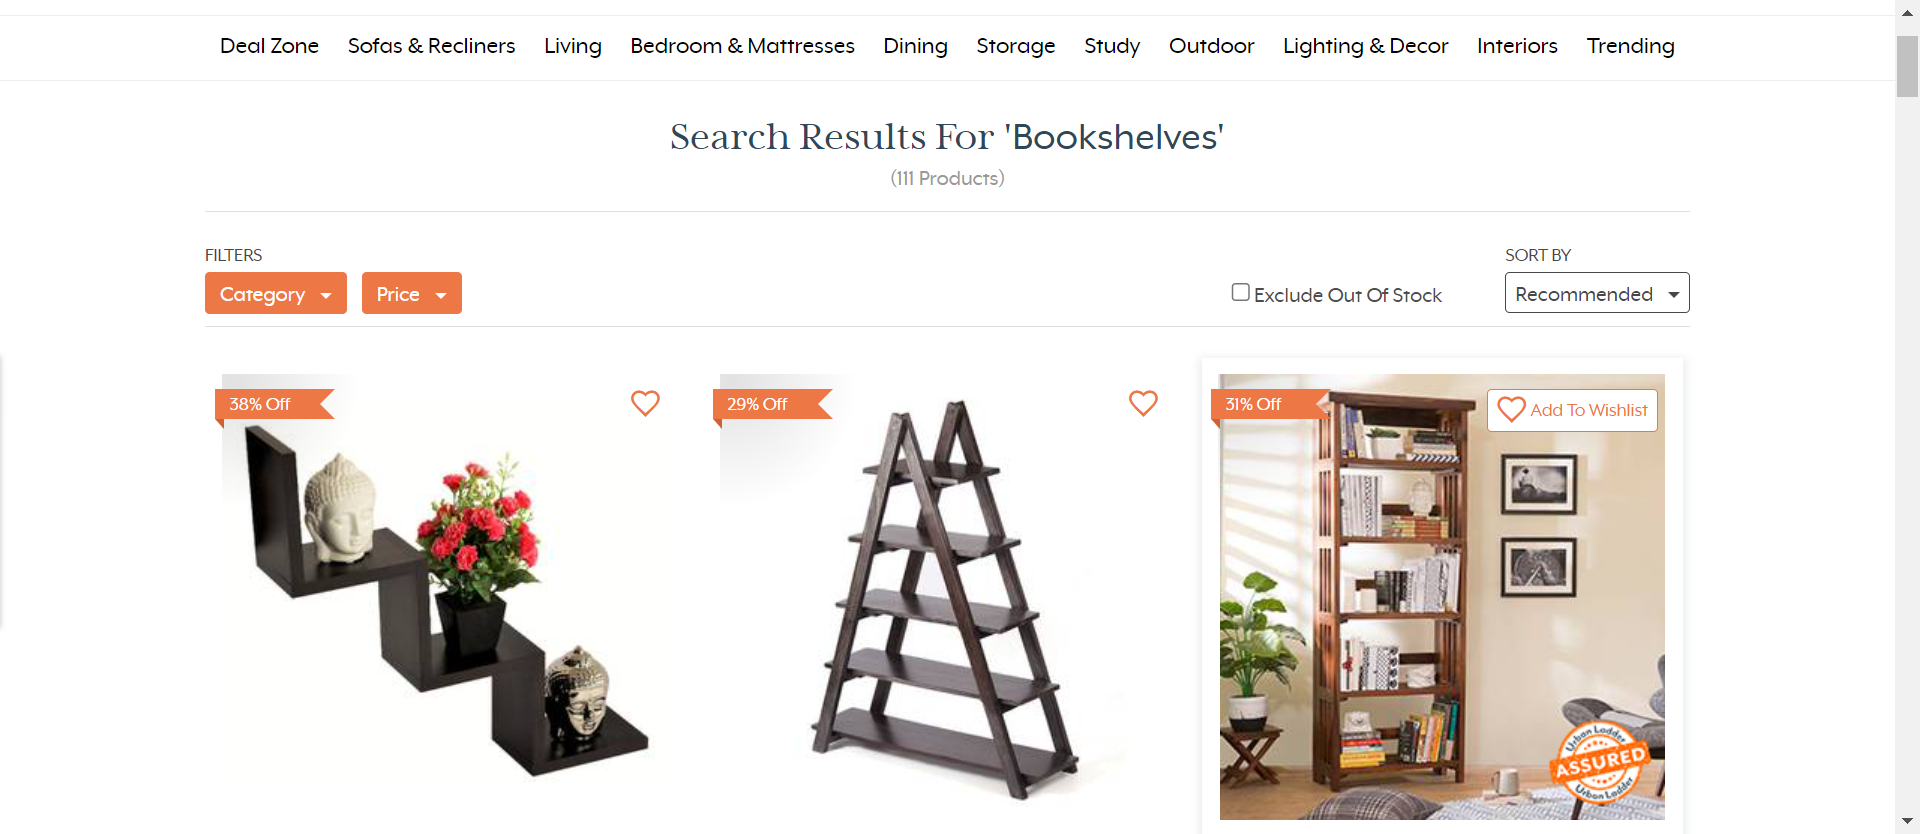 Deal Zone Sofas & Recliners Living Bedroom & Mattresses Dining Storage Study Outdoor Lighting & Decor Interiors Trending
Search Results For 'Bookshelves'
(111 Products)
FILTERS
SORT BY
Category Price
Exclude Out Of Stock
Recommended
38% Off
29% Off
31% Off
Add To Wishlist
Urban Ladder
ASSURED
Urban Ladder